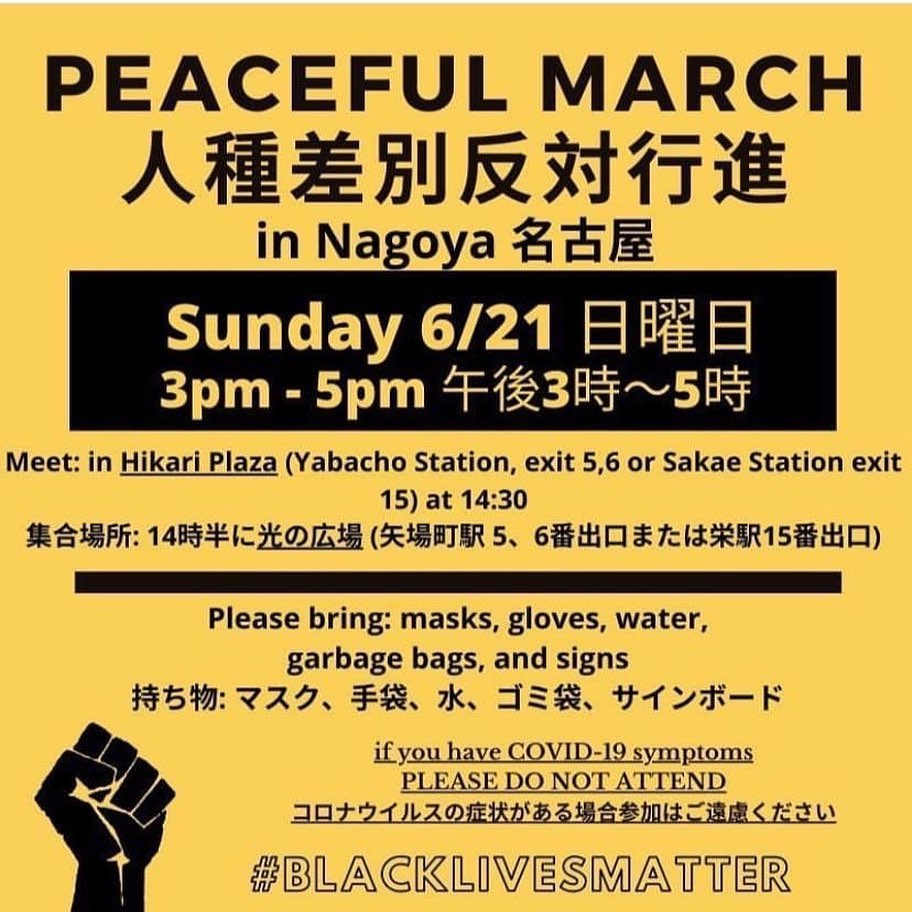 PEACEFUL MARCH
人種差別反対行進
in Nagoya 名古屋
Sunday 6/21 日曜日
3pm - 5pm 午後3時～5時
Meet: in Hikari Plaza (Yabacho Station, exit 5,6 or Sakae Station exit
15) at 14:30
集合場所: 14時半に光の広場 (矢場町駅 5、6番出口または栄駅15番出口)
Please bring: masks, gloves, water,
garbage bags, and signs
持ち物: マスク、手袋、水、ゴミ袋、サインボード
if you have COVID-19 symptoms
PLEASE DO NOT ATTEND
コロナウイルスの症状がある場合参加はご遠慮ください
#BLACKLIVESMATTER